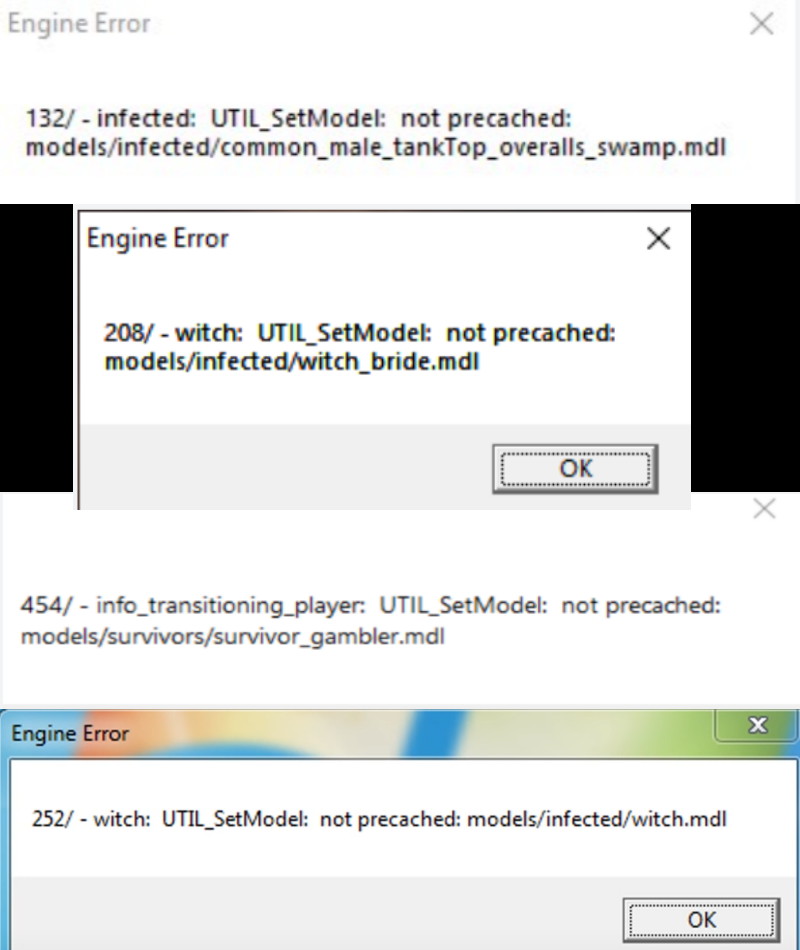 Engine Error
132/ - infected:  UTIL_SetModel:  not precached:
models/infected/common_male_tankTop_overalls_swamp.mdl
Engine Error
208/ - witch:  UTIL_SetModel:  not precached:
models/infected/witch_bride.mdl
OK
454/ - info_transitioning_player:  UTIL_SetModel:  not precached:
models/survivors/survivor_gambler.mdl
Engine Error
252/ - witch:  UTIL_SetModel:  not precached: models/infected/witch.mdl
OK